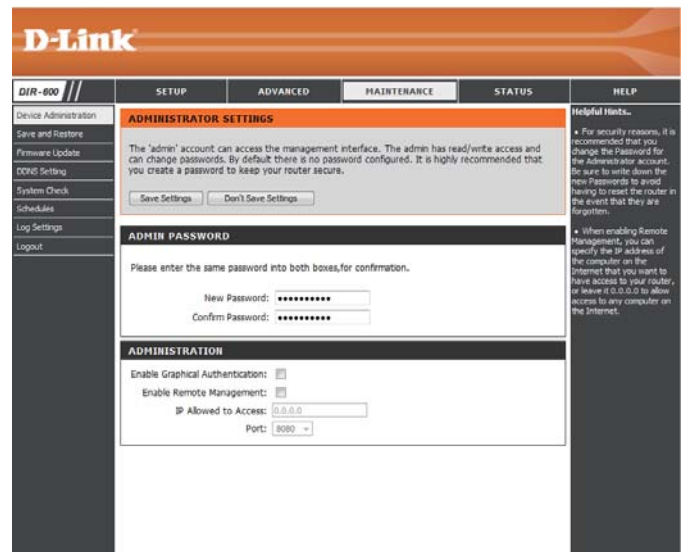 D-Link
DIR-600 //
SETUP
ADVANCED
MAINTENANCE
STATUS
HELP
Device Administration
Save and Restore
Firmware Update
DDNS Setting
System Check
Schedules
Log Settings
Logout
ADMINISTRATOR SETTINGS
The 'admin' account can access the management interface. The admin has read/write access and
can change passwords. By default there is no password configured. It is highly recommended that
you create a password to keep your router secure.
Save Settings
Don't Save Settings
ADMIN PASSWORD
Please enter the same password into both boxes,for confirmation.
New Password: ••••••••••
Confirm Password: ••••••••••
ADMINISTRATION
Enable Graphical Authentication:
Enable Remote Management:
IP Allowed to Access: 0.0.0.0
Port: 8080
Helpful Hints..
• For security reasons, it is
recommended that you
change the Password for
the Administrator account.
Be sure to write down the
new Passwords to avoid
having to reset the router in
the event that they are
forgotten.
• When enabling Remote
Management, you can
specify the IP address of
the computer on the
Internet that you want to
have access to your router,
or leave it 0.0.0.0 to allow
access to any computer on
the Internet.